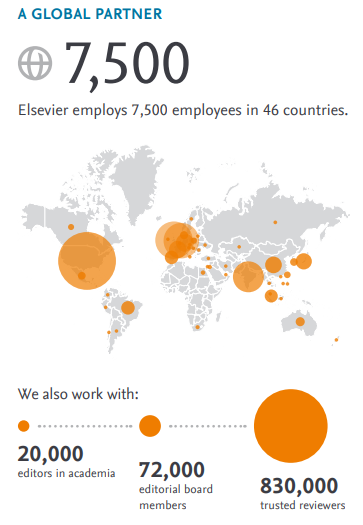 A GLOBAL PARTNER
7,500
Elsevier employs 7,500 employees in 46 countries.
We also work with:
20,000
editors in academia
72,000
editorial board
members
830,000
trusted reviewers